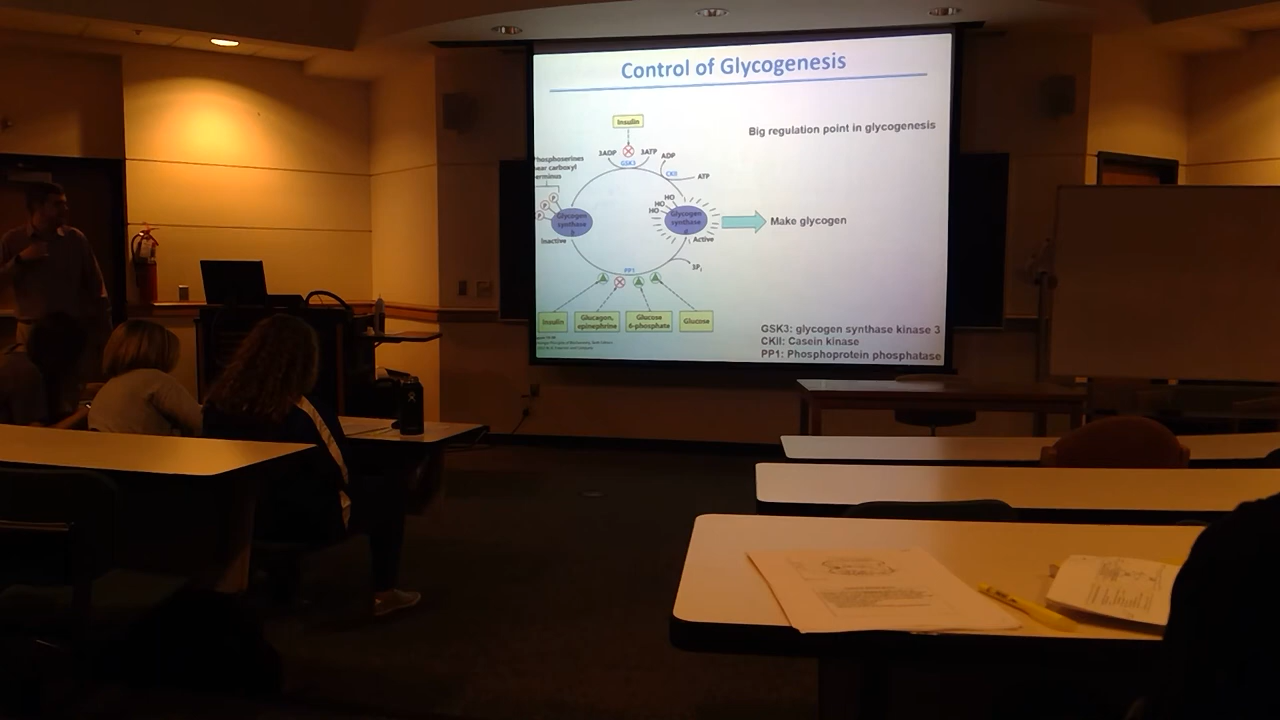 Control of Glycogenesis
Big regulation point in glycogenesis
Insulin
3ADP
3ATP
GSK3
ADP
CKII
ATP
Phosphoserines
near carboxyl
terminus
P
P
P
HO
HO
HO
Glycogen
synthase
b
Inactive
Glycogen
synthase
a
Active
Make glycogen
PP1
3Pi
Insulin
Glucagon,
epinephrine
Glucose
6-phosphate
Glucose
GSK3: glycogen synthase kinase 3
CKII: Casein kinase
PP1: Phosphoprotein phosphatase